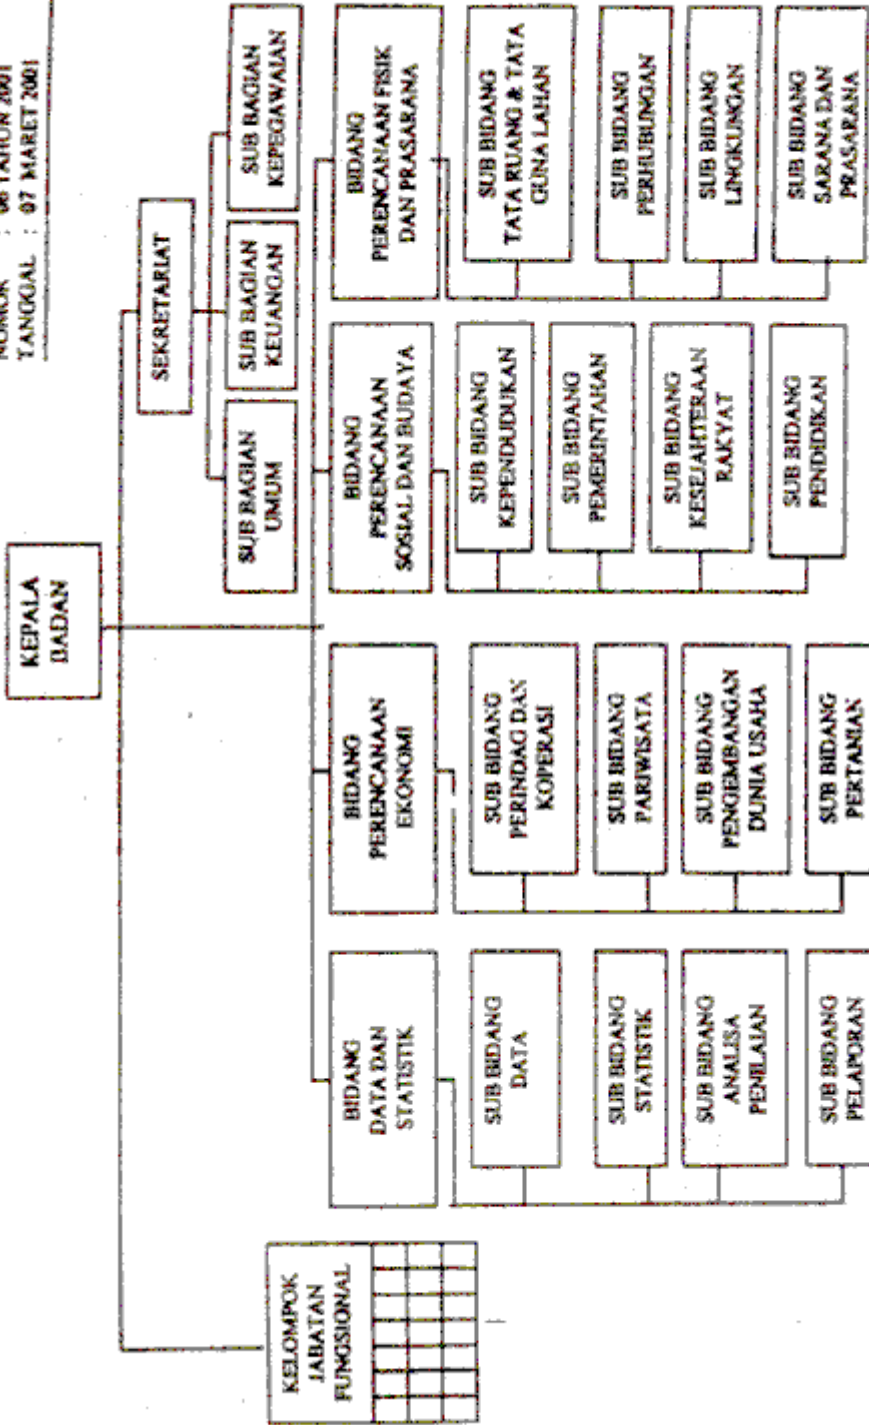 NOMOR : 06 TAHUN 2001
TANGGAL : 07 MARET 2001
KEPALA
BADAN
SEKRETARIAT
SUB BAGIAN
UMUM
SUB BAGIAN
KEUANGAN
SUB BAGIAN
KEPEGAWAIAN
KELOMPOK
JABATAN
FUNGSIONAL
BIDANG
DATA DAN
STATISTIK
SUB BIDANG
DATA
SUB BIDANG
STATISTIK
SUB BIDANG
ANALISA
PENILAIAN
SUB BIDANG
PELAPORAN
BIDANG
PERENCANAAN
EKONOMI
SUB BIDANG
PERINDAG DAN
KOPERASI
SUB BIDANG
PARIWISATA
SUB BIDANG
PENGEMBANGAN
DUNIA USAHA
SUB BIDANG
PERTANIAN
BIDANG
PERENCANAAN
SOSIAL DAN BUDAYA
SUB BIDANG
KEPENDUDUKAN
SUB BIDANG
PEMERINTAHAN
SUB BIDANG
KESEJAHTERAAN
RAKYAT
SUB BIDANG
PENDIDIKAN
BIDANG
PERENCANAAN FISIK
DAN PRASARANA
SUB BIDANG
TATA RUANG & TATA
GUNA LAHAN
SUB BIDANG
PERHUBUNGAN
SUB BIDANG
LINGKUNGAN
SUB BIDANG
SARANA DAN
PRASARANA